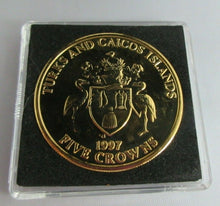 TURKS AND CAICOS ISLANDS
1997
FIVE CROWNS